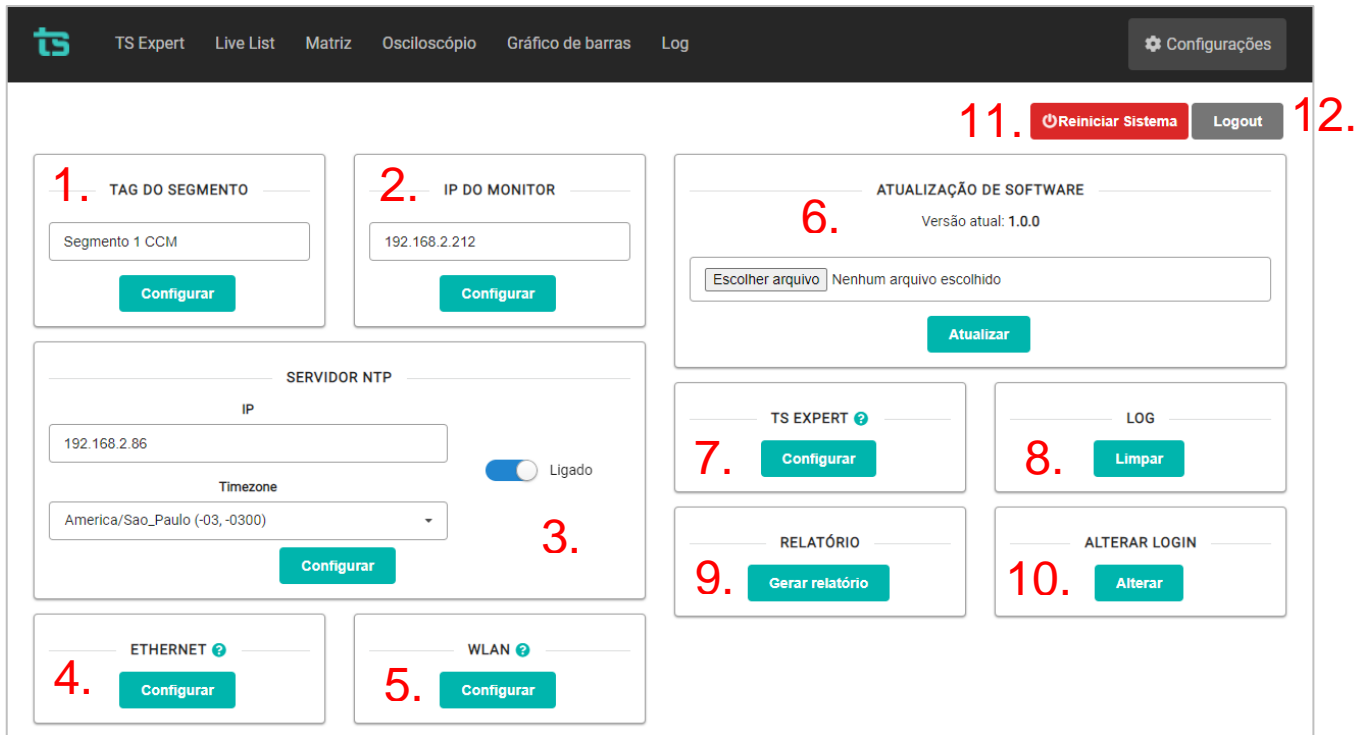 ts TS Expert Live List Matriz Osciloscópio Gráfico de barras Log Configurações
11. Reiniciar Sistema Logout 12.
1. TAG DO SEGMENTO
Segmento 1 CCM
Configurar
2. IP DO MONITOR
192.168.2.212
Configurar
ATUALIZAÇÃO DE SOFTWARE
6. Versão atual: 1.0.0
Escolher arquivo Nenhum arquivo escolhido
Atualizar
SERVIDOR NTP
IP
192.168.2.86
Ligado
Timezone
America/Sao_Paulo (-03, -0300)
3.
Configurar
TS EXPERT ?
7. Configurar
LOG
8. Limpar
RELATÓRIO
9. Gerar relatório
ALTERAR LOGIN
10. Alterar
ETHERNET ?
4. Configurar
WLAN ?
5. Configurar